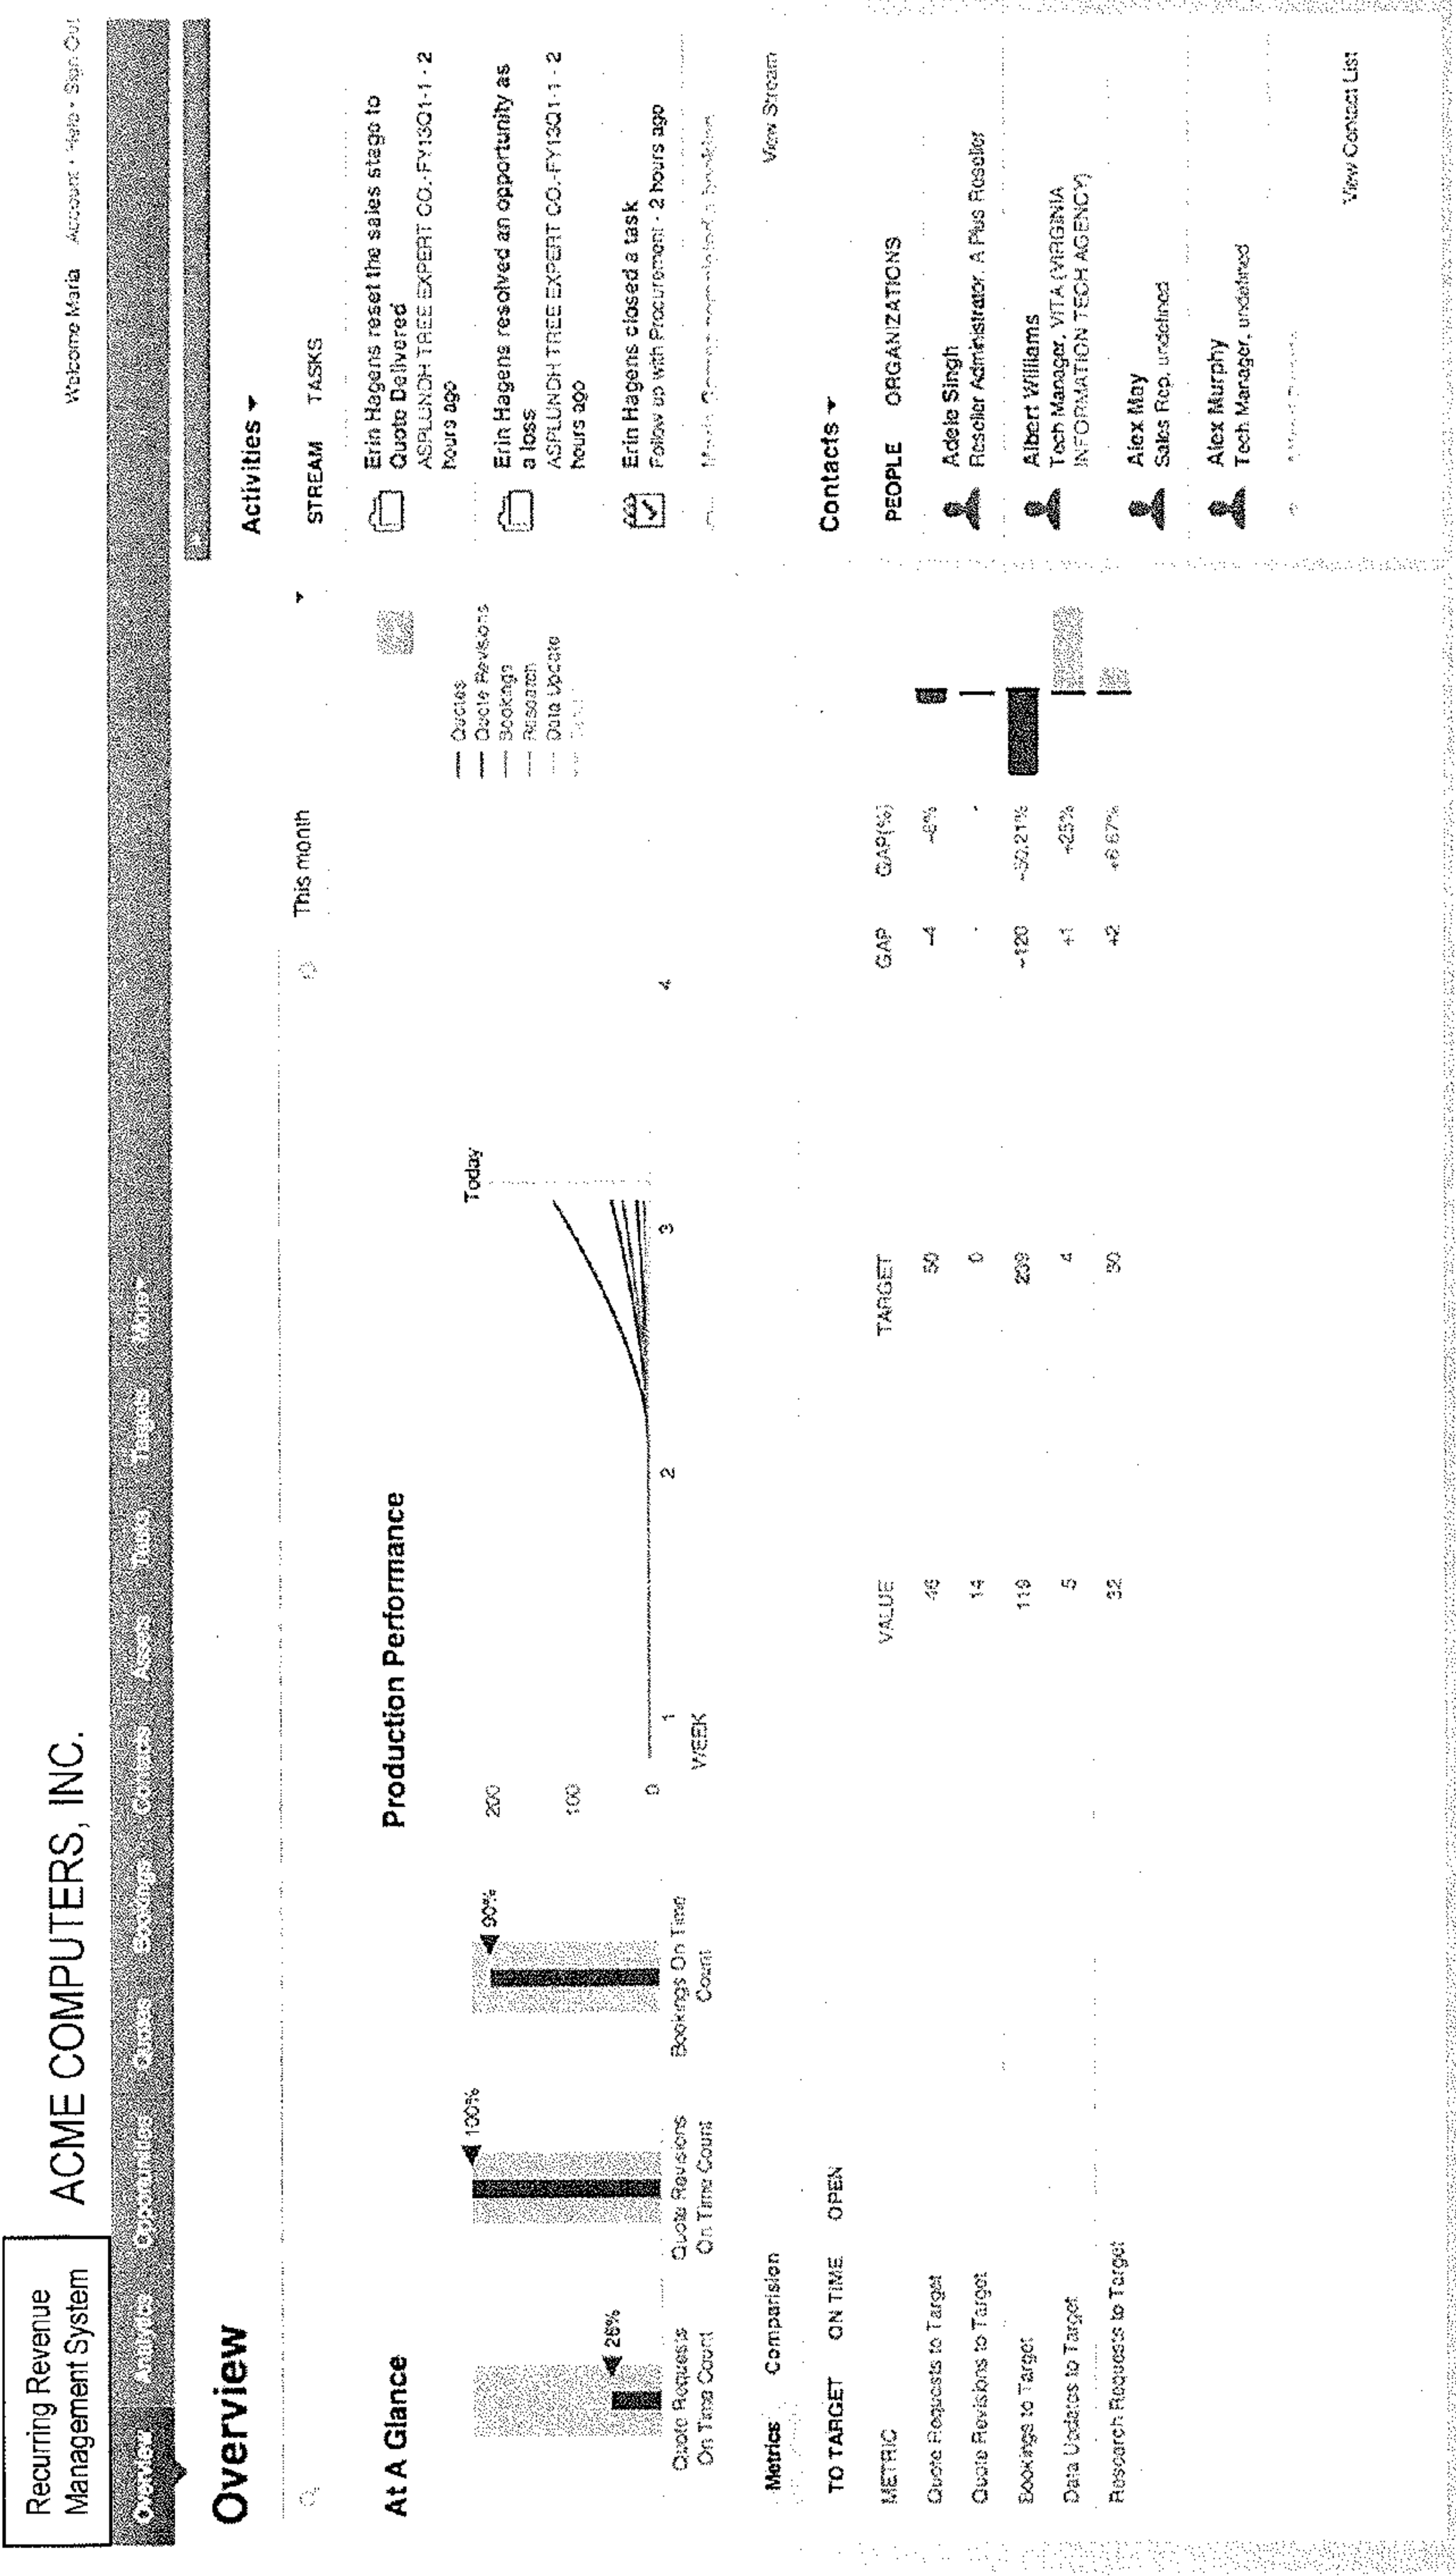 Recurring Revenue
Management System
ACME COMPUTERS, INC.
Welcome Maria Account • Help • Sign Out
Overview Analytics Opportunities Quotes Bookings Contacts Assets Tasks Targets More
Overview
This month
At A Glance
28%
Quote Requests
On Time Count
100%
Quote Revisions
On Time Count
90%
Bookings On Time
Count
Production Performance
200
100
0
1
2
3
4
WEEK
Today
Quotes
Quote Revisions
Bookings
Research
Data Update
Metrics Comparision
TO TARGET ON TIME OPEN
METRIC VALUE TARGET GAP GAP(%)
Quote Requests to Target 46 50 -4 -8%
Quote Revisions to Target 14 0 - -
Bookings to Target 119 239 -120 -50.21%
Data Updates to Target 5 4 +1 +25%
Research Requests to Target 32 30 +2 +6.67%
Activities
STREAM TASKS
Erin Hagens reset the sales stage to
Quote Delivered
ASPLUNDH TREE EXPERT CO.-FY13Q1-1 - 2
hours ago
Erin Hagens resolved an opportunity as
a loss
ASPLUNDH TREE EXPERT CO.-FY13Q1-1 - 2
hours ago
Erin Hagens closed a task
Follow up with Procurement - 2 hours ago
View Stream
Contacts
PEOPLE ORGANIZATIONS
Adele Singh
Reseller Administrator, A Plus Reseller
Albert Williams
Tech Manager, VITA (VIRGINIA
INFORMATION TECH AGENCY)
Alex May
Sales Rep, undefined
Alex Murphy
Tech Manager, undefined
View Contact List